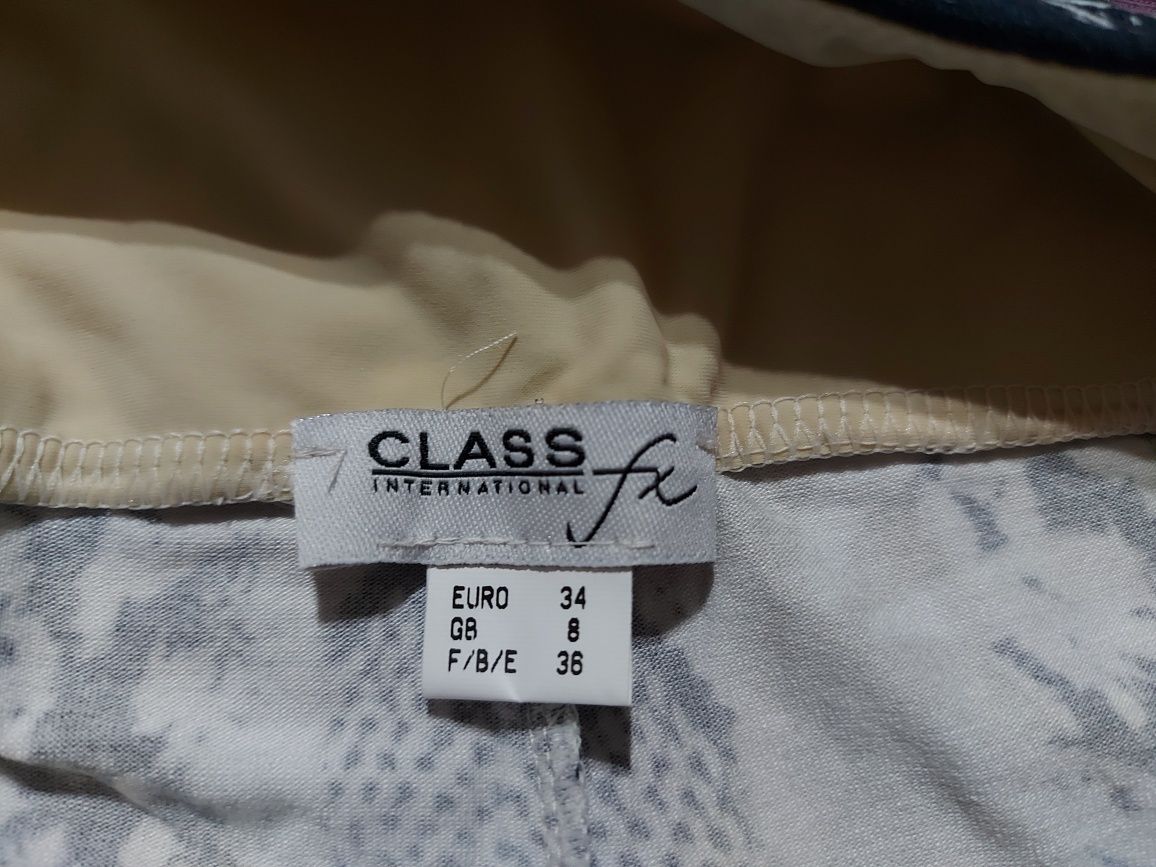 CLASS
INTERNATIONAL fx
EURO 34
GB 8
F/B/E 36